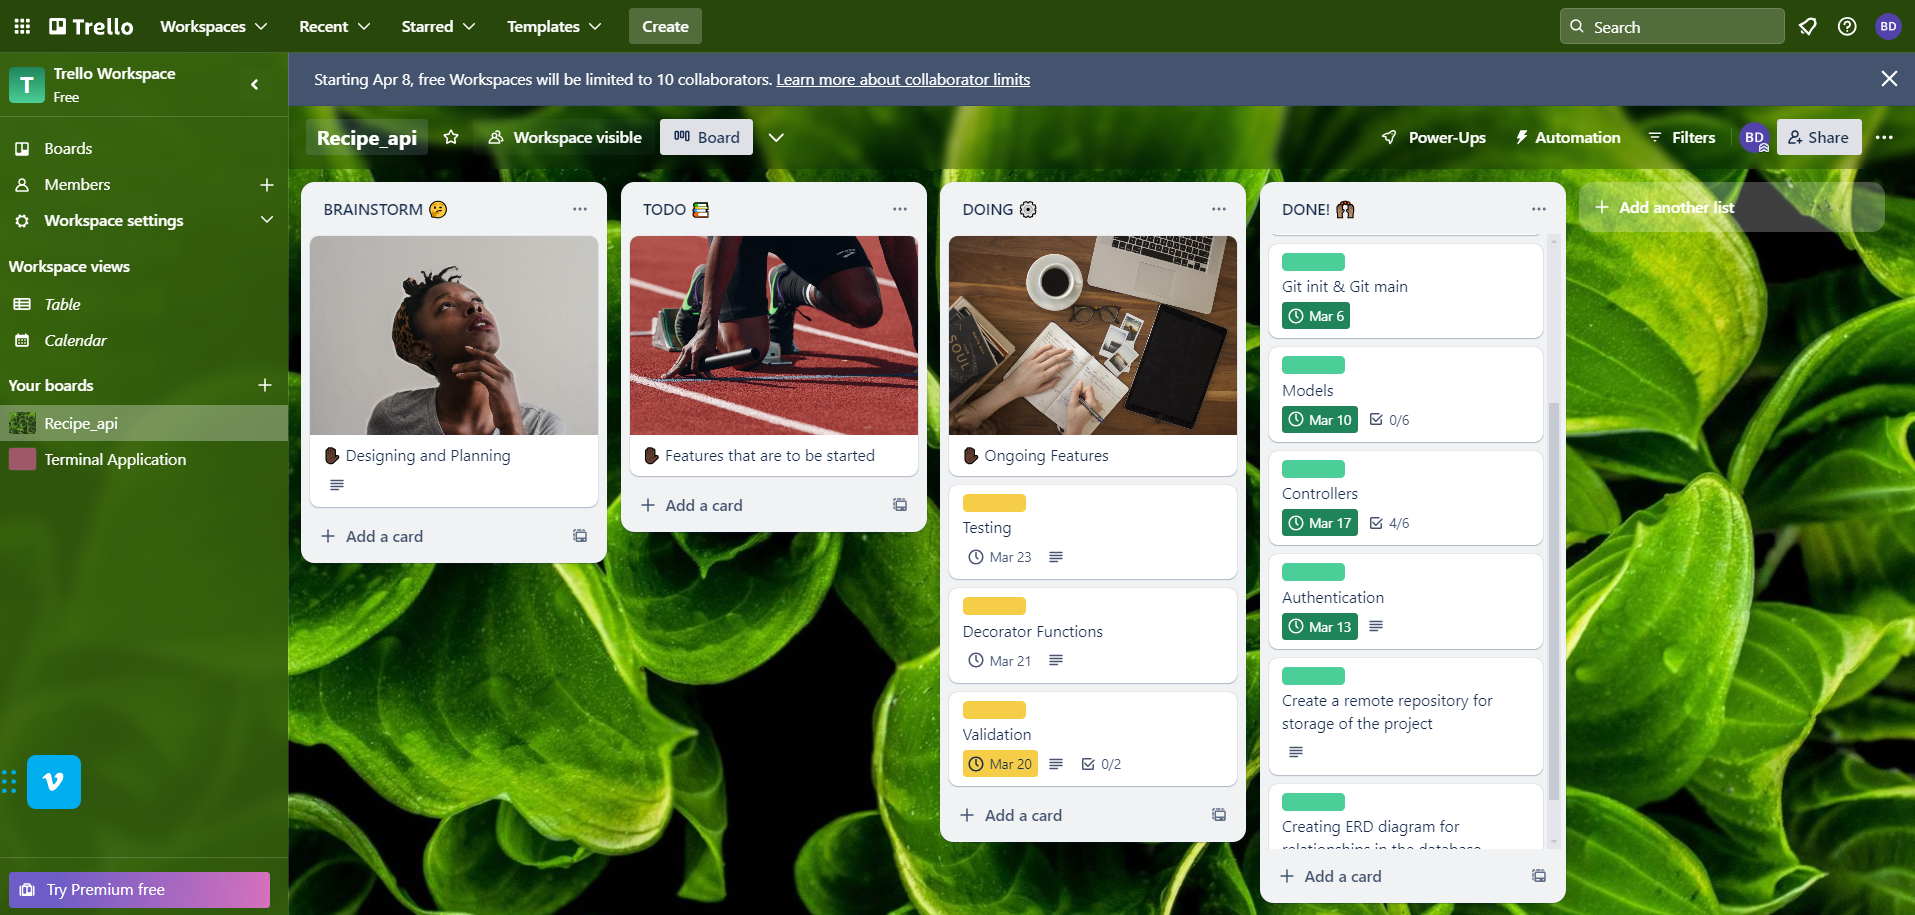 Trello
Workspaces
Recent
Starred
Templates
Create
Search
BD
T
Trello Workspace
Free
Starting Apr 8, free Workspaces will be limited to 10 collaborators. Learn more about collaborator limits
Boards
Members
Workspace settings
Workspace views
Table
Calendar
Your boards
Recipe_api
Terminal Application
Try Premium free
Recipe_api
Workspace visible
Board
Power-Ups
Automation
Filters
BD
Share
BRAINSTORM 🤔
✋🏿 Designing and Planning
Add a card
TODO 📚
✋🏿 Features that are to be started
Add a card
DOING ⚙️
SOUL
✋🏿 Ongoing Features
Testing
Mar 23
Decorator Functions
Mar 21
Validation
Mar 20
0/2
Add a card
DONE! 🙌
Git init & Git main
Mar 6
Models
Mar 10
0/6
Controllers
Mar 17
4/6
Authentication
Mar 13
Create a remote repository for
storage of the project
Creating ERD diagram for
relationships in the database
Add a card
Add another list